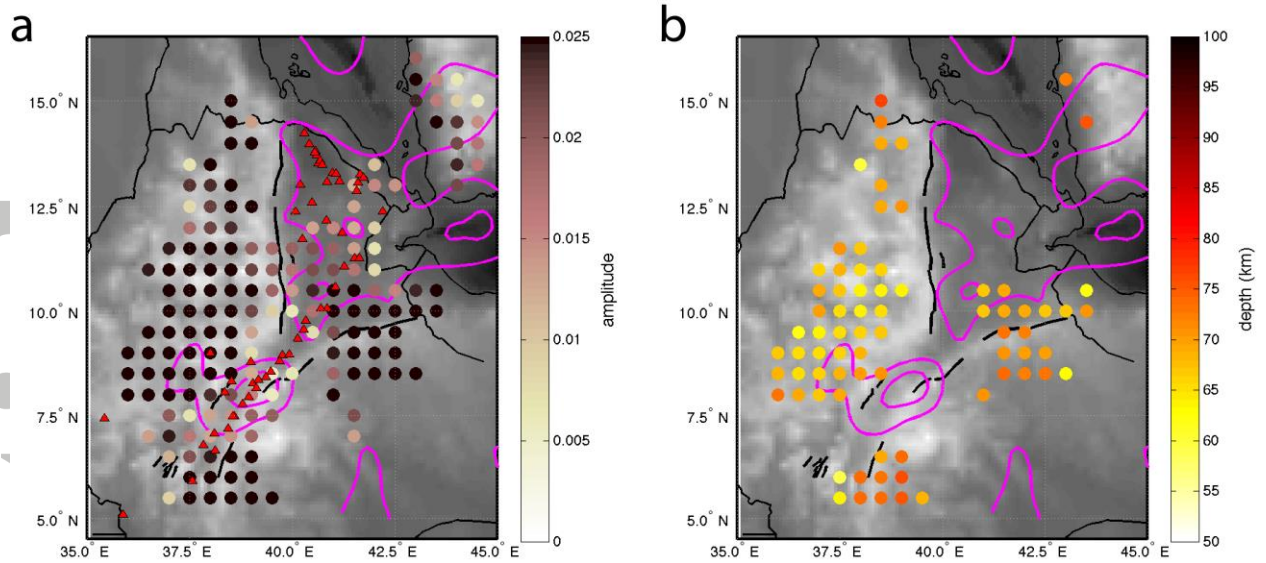 a
15.0° N
12.5° N
10.0° N
7.5° N
5.0° N
35.0° E
37.5° E
40.0° E
42.5° E
45.0° E
0.025
0.02
0.015
0.01
0.005
0
amplitude
b
15.0° N
12.5° N
10.0° N
7.5° N
5.0° N
35.0° E
37.5° E
40.0° E
42.5° E
45.0° E
100
95
90
85
80
75
70
65
60
55
50
depth (km)